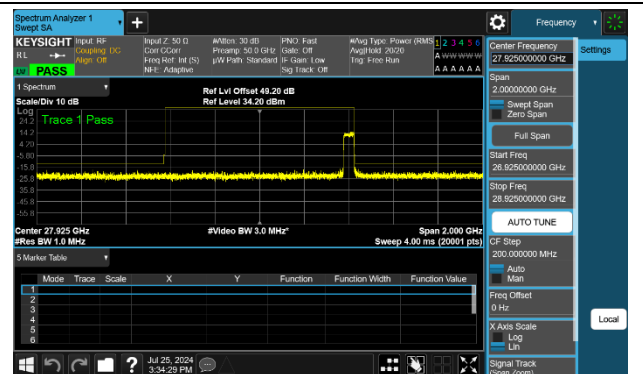 Spectrum Analyzer 1
Swept SA
+
Frequency
KEYSIGHT
RL
PASS
Input: RF
Coupling: DC
Align: Off
Input Z: 50 Ω
Corr CCorr
Freq Ref: Int (S)
NFE: Adaptive
#Atten: 30 dB
Preamp: 50.0 GHz
µW Path: Standard
PNO: Fast
Gate: Off
IF Gain: Low
Sig Track: Off
#Avg Type: Power (RMS
Avg|Hold: 20/20
Trig: Free Run
1 2 3 4 5 6
A W W W W W
A A A A A A
1 Spectrum
Scale/Div 10 dB
Ref Lvl Offset 49.20 dB
Ref Level 34.20 dBm
Log
Trace 1 Pass
24.2
14.2
4.20
-5.80
-15.8
-25.8
-35.8
-45.8
-55.8
Center 27.925 GHz
#Res BW 1.0 MHz
#Video BW 3.0 MHz*
Span 2.000 GHz
Sweep 4.00 ms (20001 pts)
5 Marker Table
Mode Trace Scale X Y Function Function Width Function Value
1
2
3
4
5
6
Center Frequency
27.925000000 GHz
Span
2.00000000 GHz
Swept Span
Zero Span
Full Span
Start Freq
26.925000000 GHz
Stop Freq
28.925000000 GHz
AUTO TUNE
CF Step
200.000000 MHz
Auto
Man
Freq Offset
0 Hz
X Axis Scale
Log
Lin
Signal Track
(Span Zoom)
Settings
Local
?
Jul 25, 2024
3:34:29 PM